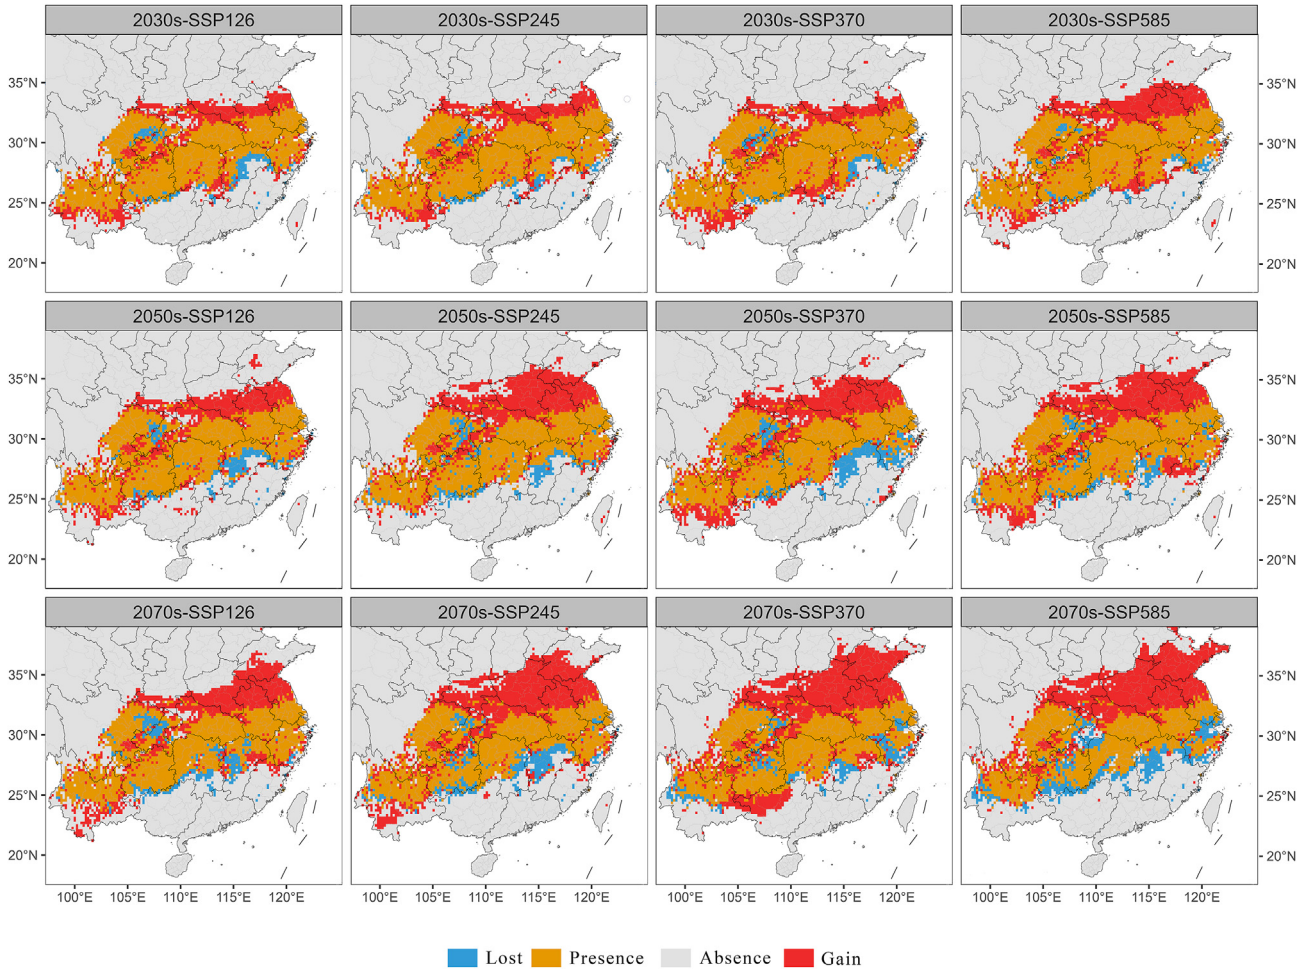 2030s-SSP126 2030s-SSP245 2030s-SSP370 2030s-SSP585
35°N 35°N
30°N 30°N
25°N 25°N
20°N 20°N
2050s-SSP126 2050s-SSP245 2050s-SSP370 2050s-SSP585
35°N 35°N
30°N 30°N
25°N 25°N
20°N 20°N
2070s-SSP126 2070s-SSP245 2070s-SSP370 2070s-SSP585
35°N 35°N
30°N 30°N
25°N 25°N
20°N 20°N
100°E 105°E 110°E 115°E 120°E 100°E 105°E 110°E 115°E 120°E 100°E 105°E 110°E 115°E 120°E 100°E 105°E 110°E 115°E 120°E
Lost Presence Absence Gain